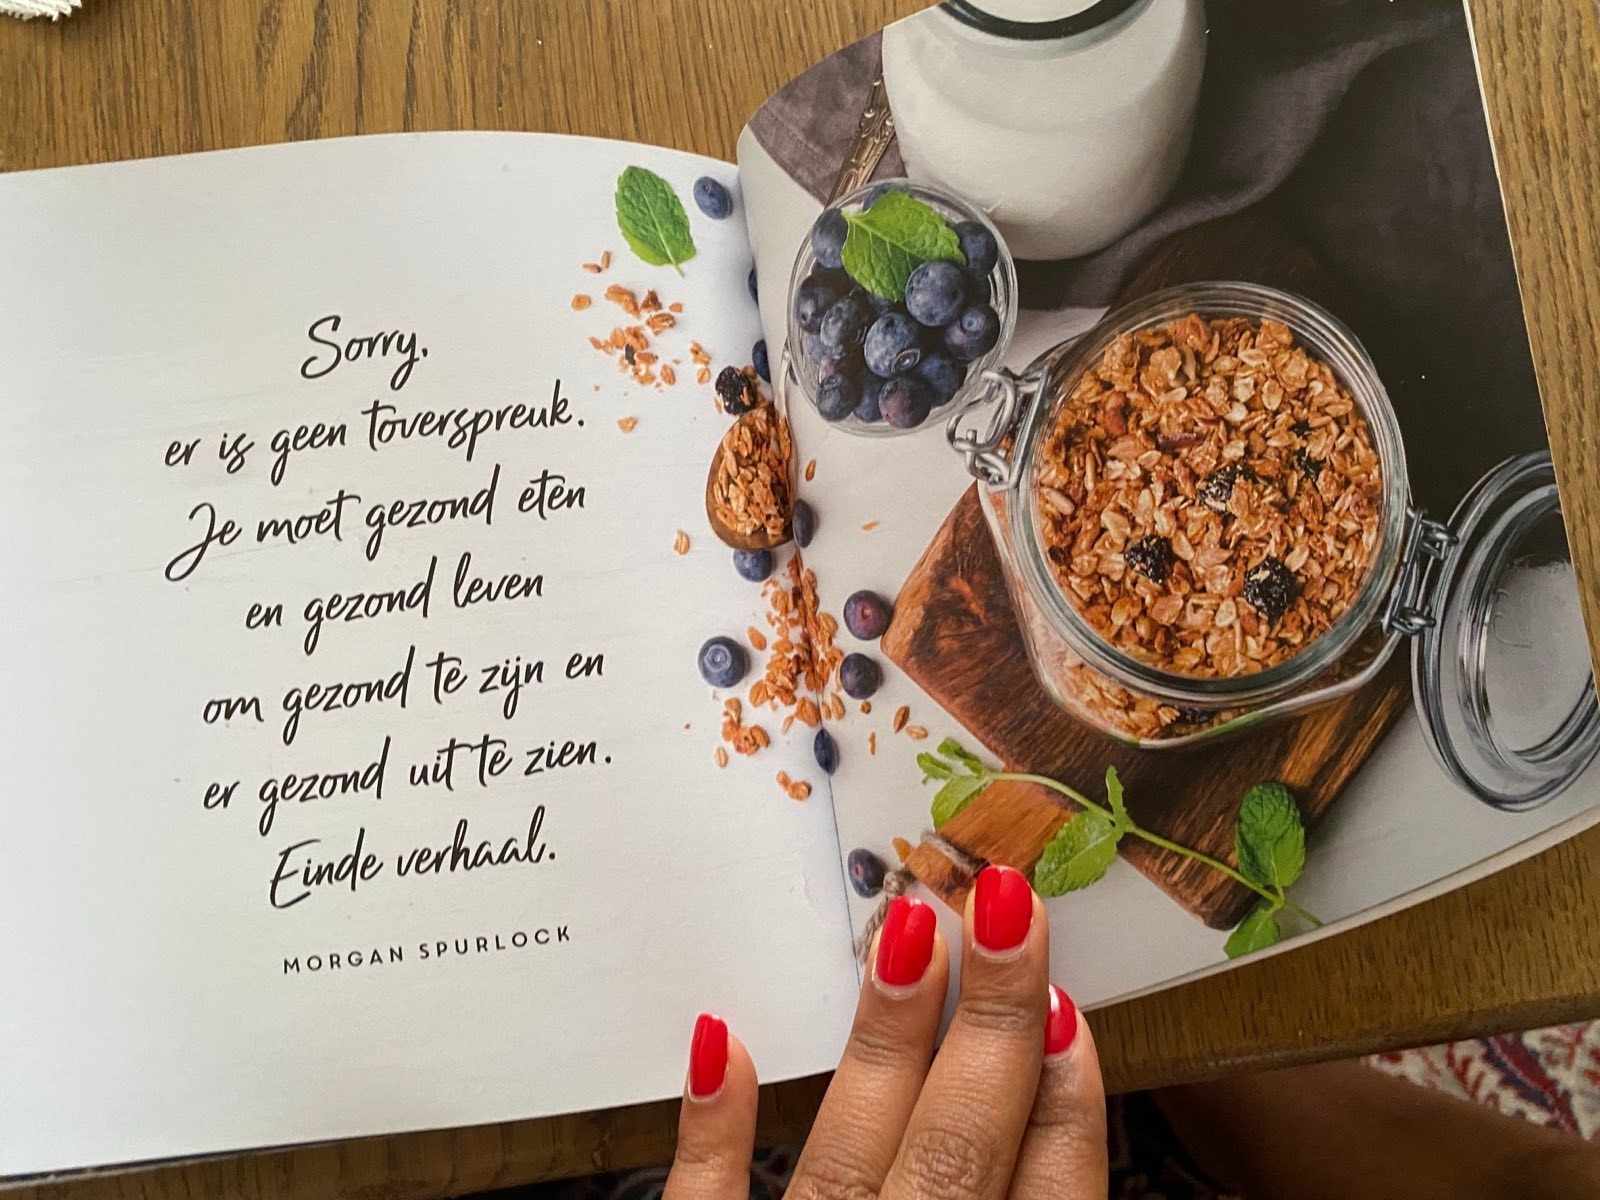 Sorry.
er is geen toverspreuk.
Je moet gezond eten
en gezond leven
om gezond te zijn en
er gezond uit te zien.
Einde verhaal.
MORGAN SPURLOCK